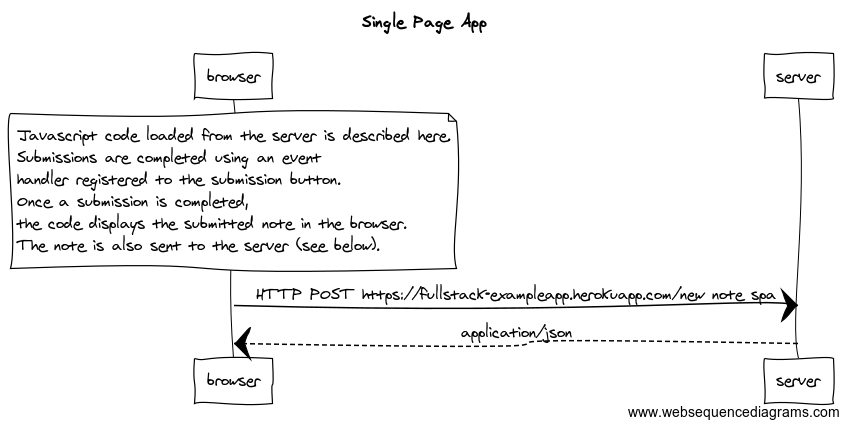 Single Page App
browser
server
Javascript code loaded from the server is described here.
Submissions are completed using an event
handler registered to the submission button.
Once a submission is completed,
the code displays the submitted note in the browser.
The note is also sent to the server (see below).
HTTP POST https://fullstack-exampleapp.herokuapp.com/new note spa
application/json
browser
server
www.websequencediagrams.com